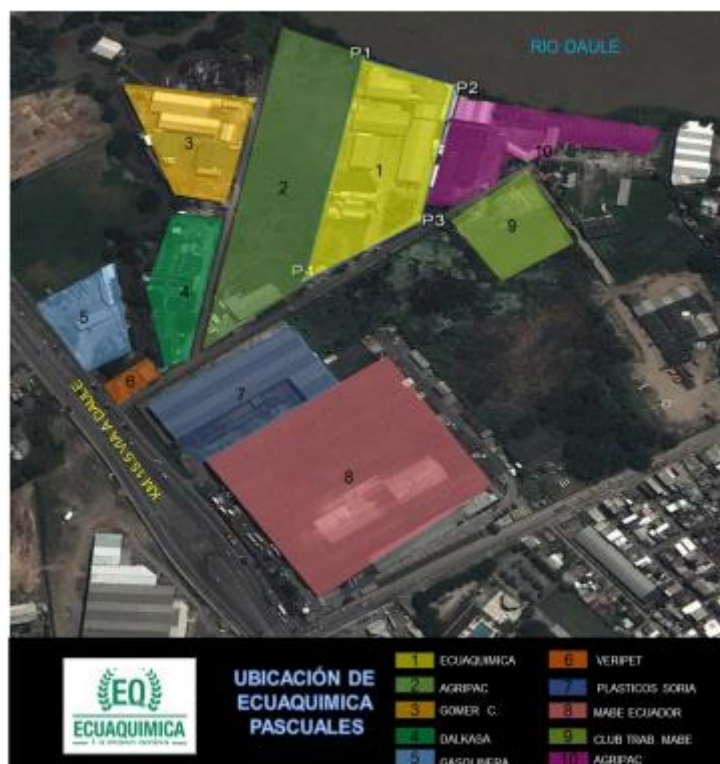 RIO DAULE
P1
P2
3
1
10
2
P3
9
P4
4
5
6
7
KM 15.5 VIA A DAULE
8
EQ
ECUAQUIMICA
UBICACIÓN DE
ECUAQUIMICA
PASCUALES
1 ECUAQUIMICA
2 AGRIPAC
3 GOMER C.
4 DALKASA
5 GASOLINERA
6 VERIPET
7 PLASTICOS SORIA
8 MABE ECUADOR
9 CLUB TRAB. MABE
10 AGRIPAC